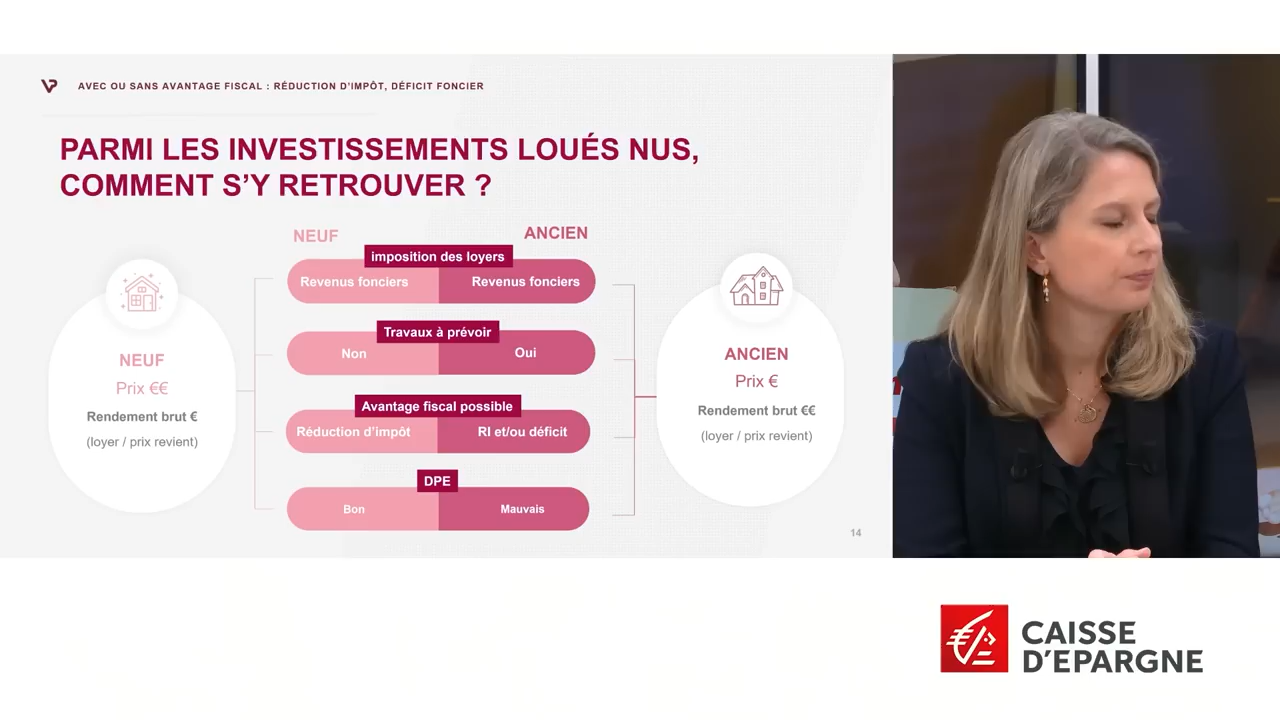 VP
AVEC OU SANS AVANTAGE FISCAL : RÉDUCTION D'IMPÔT, DÉFICIT FONCIER
PARMI LES INVESTISSEMENTS LOUÉS NUS,
COMMENT S'Y RETROUVER ?
NEUF
ANCIEN
imposition des loyers
Revenus fonciers
Revenus fonciers
Travaux à prévoir
Non
Oui
Avantage fiscal possible
Réduction d'impôt
RI et/ou déficit
DPE
Bon
Mauvais
NEUF
Prix €€
Rendement brut €
(loyer / prix revient)
ANCIEN
Prix €
Rendement brut €€
(loyer / prix revient)
14
CAISSE
D'EPARGNE